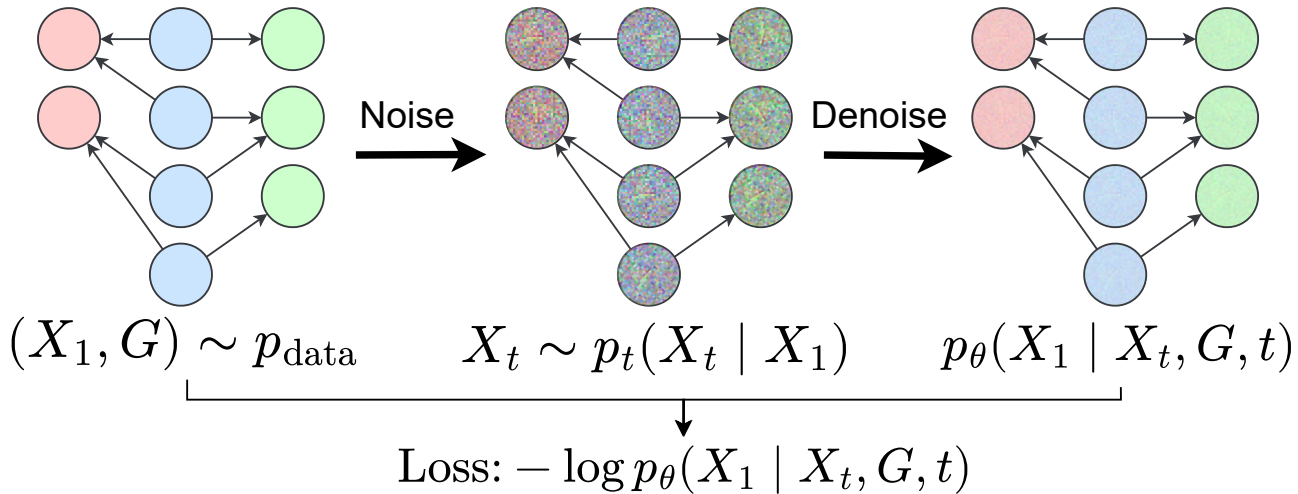 Noise
Denoise
(X₁, G) ∼ p_data
X_t ∼ p_t(X_t | X₁)
p_θ(X₁ | X_t, G, t)
Loss: − log p_θ(X₁ | X_t, G, t)